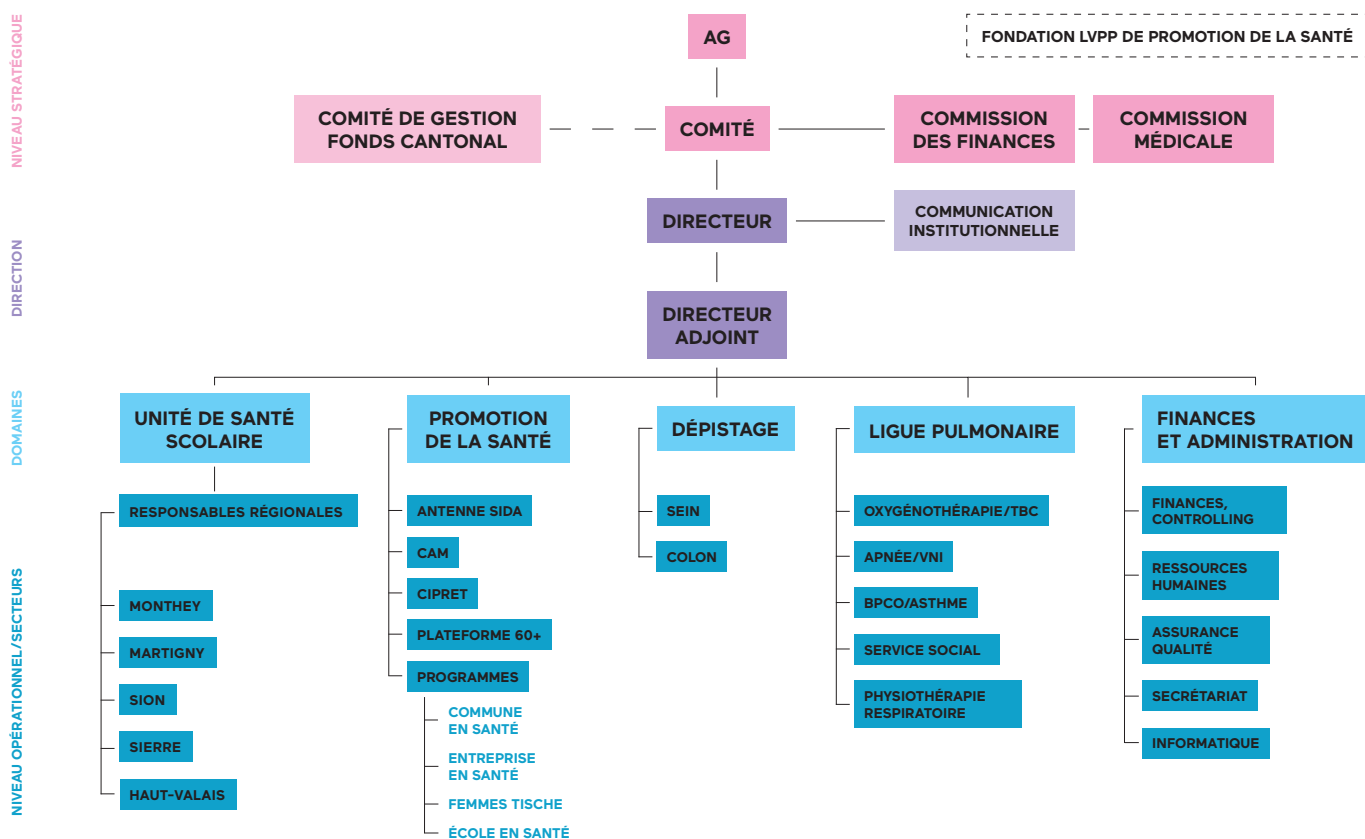 NIVEAU STRATÉGIQUE
AG
FONDATION LVPP DE PROMOTION DE LA SANTÉ
COMITÉ DE GESTION
FONDS CANTONAL
COMITÉ
COMMISSION
DES FINANCES
COMMISSION
MÉDICALE
DIRECTION
DIRECTEUR
COMMUNICATION
INSTITUTIONNELLE
DIRECTEUR
ADJOINT
DOMAINES
UNITÉ DE SANTÉ
SCOLAIRE
PROMOTION
DE LA SANTÉ
DÉPISTAGE
LIGUE PULMONAIRE
FINANCES
ET ADMINISTRATION
NIVEAU OPÉRATIONNEL/SECTEURS
RESPONSABLES RÉGIONALES
MONTHEY
MARTIGNY
SION
SIERRE
HAUT-VALAIS
ANTENNE SIDA
CAM
CIPRET
PLATEFORME 60+
PROGRAMMES
COMMUNE
EN SANTÉ
ENTREPRISE
EN SANTÉ
FEMMES TISCHE
ÉCOLE EN SANTÉ
SEIN
COLON
OXYGÉNOTHÉRAPIE/TBC
APNÉE/VNI
BPCO/ASTHME
SERVICE SOCIAL
PHYSIOTHÉRAPIE
RESPIRATOIRE
FINANCES,
CONTROLLING
RESSOURCES
HUMAINES
ASSURANCE
QUALITÉ
SECRÉTARIAT
INFORMATIQUE